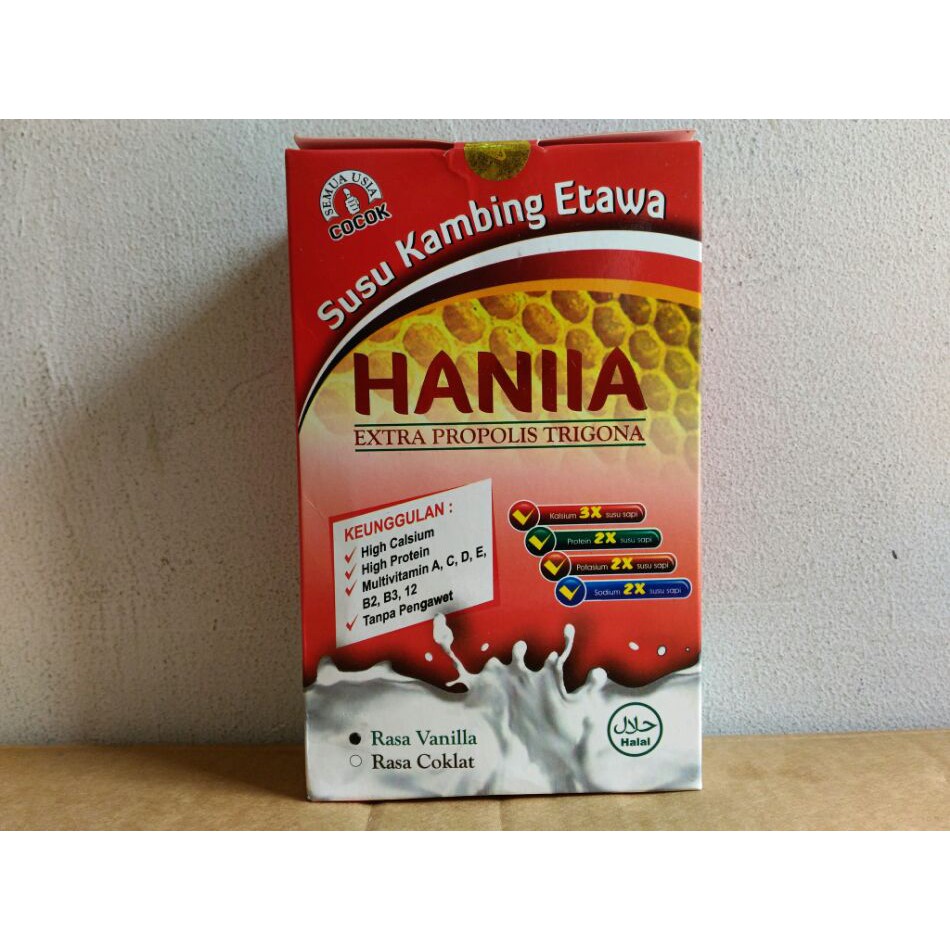 SEMUA USIA
COCOK
Susu Kambing Etawa
HANIIA
EXTRA PROPOLIS TRIGONA
KEUNGGULAN :
High Calsium
High Protein
Multivitamin A, C, D, E,
B2, B3, 12
Tanpa Pengawet
Kalsium 3X susu sapi
Protein 2X susu sapi
Potasium 2X susu sapi
Sodium 2X susu sapi
Rasa Vanilla
Rasa Coklat
حلال
Halal